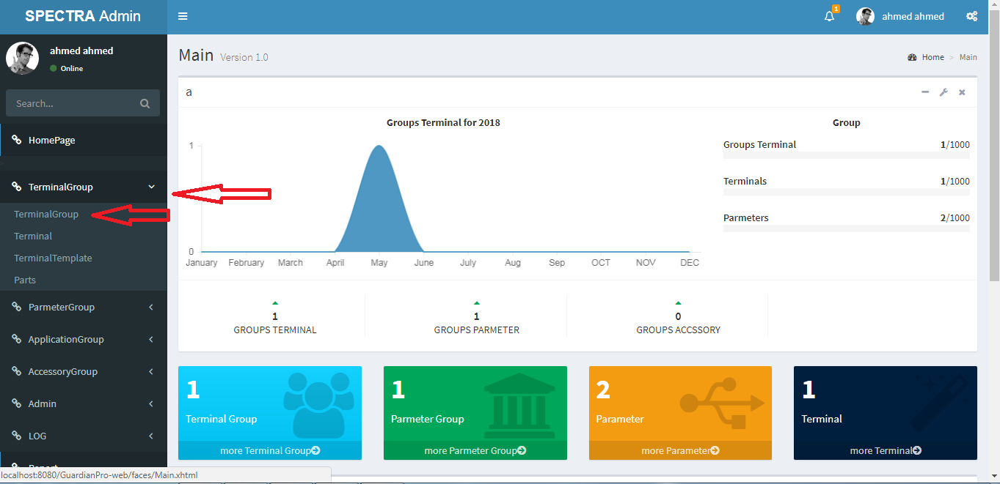 SPECTRA Admin
1
ahmed ahmed
ahmed ahmed
Online
Search...
HomePage
TerminalGroup
TerminalGroup
Terminal
TerminalTemplate
Parts
ParmeterGroup
ApplicationGroup
AccessoryGroup
Admin
LOG
Report
Main Version 1.0
Home > Main
a
Groups Terminal for 2018
1
0
January February March April May June July Aug Sep OCT NOV DEC
Group
Groups Terminal 1/1000
Terminals 1/1000
Parmeters 2/1000
1
GROUPS TERMINAL
1
GROUPS PARMETER
0
GROUPS ACCSSORY
1
Terminal Group
more Terminal Group
1
Parmeter Group
more Parmeter Group
2
Parameter
more Parameter
1
Terminal
more Terminal
localhost:8080/GuardianPro-web/faces/Main.xhtml